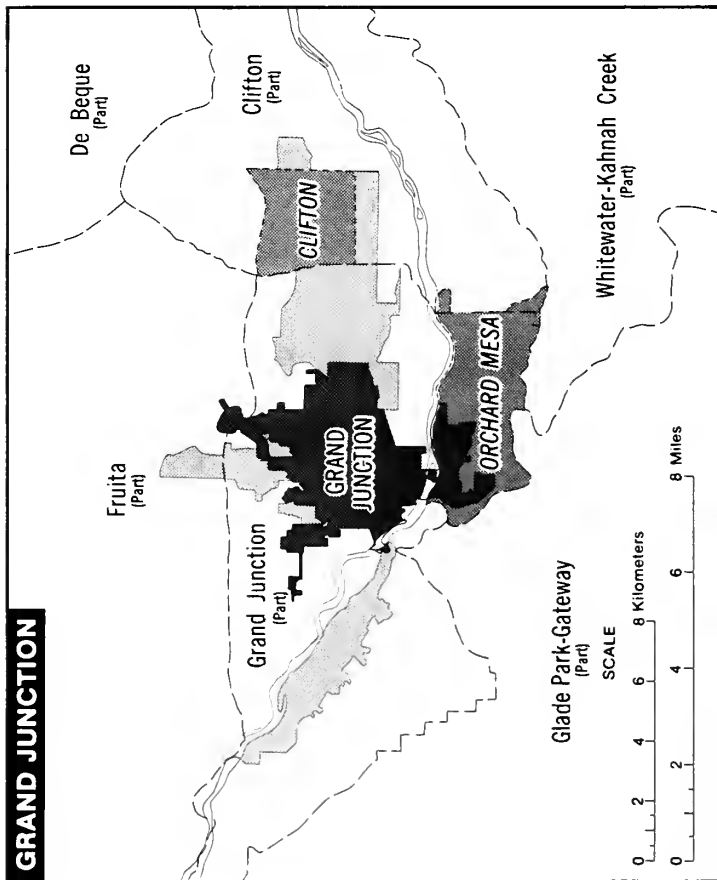 GRAND JUNCTION
De Beque
(Part)
Clifton
(Part)
Fruita
(Part)
CLIFTON
Grand Junction
(Part)
GRAND
JUNCTION
ORCHARD MESA
Whitewater-Kahnah Creek
(Part)
Glade Park-Gateway
(Part)
SCALE
0 2 4 6 8 Kilometers
0 2 4 6 8 Miles